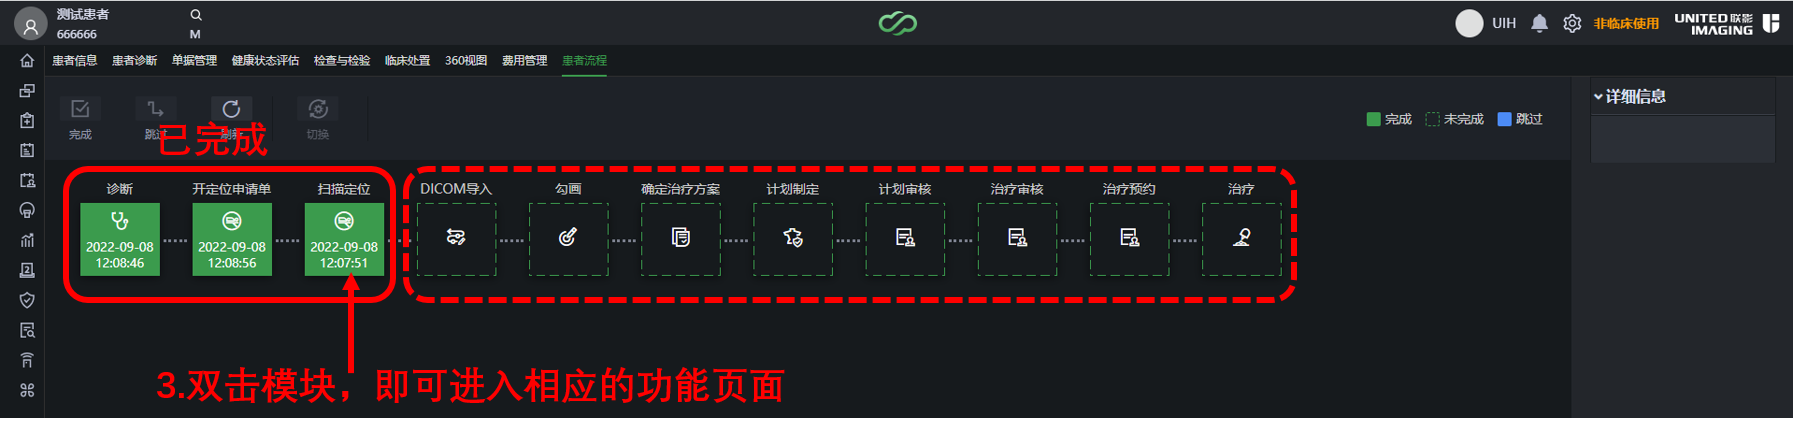 测试患者
666666
M
UIH
非临床使用
UNITED 联影
IMAGING
患者信息 患者诊断 单据管理 健康状态评估 检查与检验 临床处置 360视图 费用管理 患者流程
详细信息
完成 跳过 刷新 切换
完成 未完成 跳过
已完成
诊断 开定位申请单 扫描定位 DICOM导入 勾画 确定治疗方案 计划制定 计划审核 治疗审核 治疗预约 治疗
2022-09-08 2022-09-08 2022-09-08
12:08:46 12:08:56 12:07:51
3.双击模块，即可进入相应的功能页面